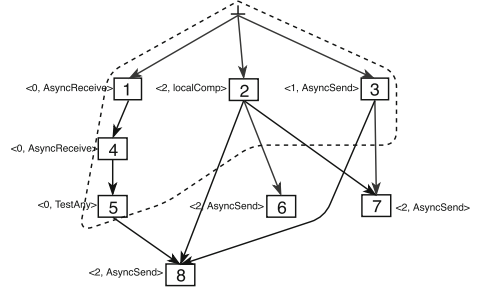 <0, AsyncReceive> 1
<2, localComp> 2
<1, AsyncSend> 3
<0, AsyncReceive> 4
<0, TestAny> 5
<2, AsyncSend> 6
7 <2, AsyncSend>
<2, AsyncSend> 8